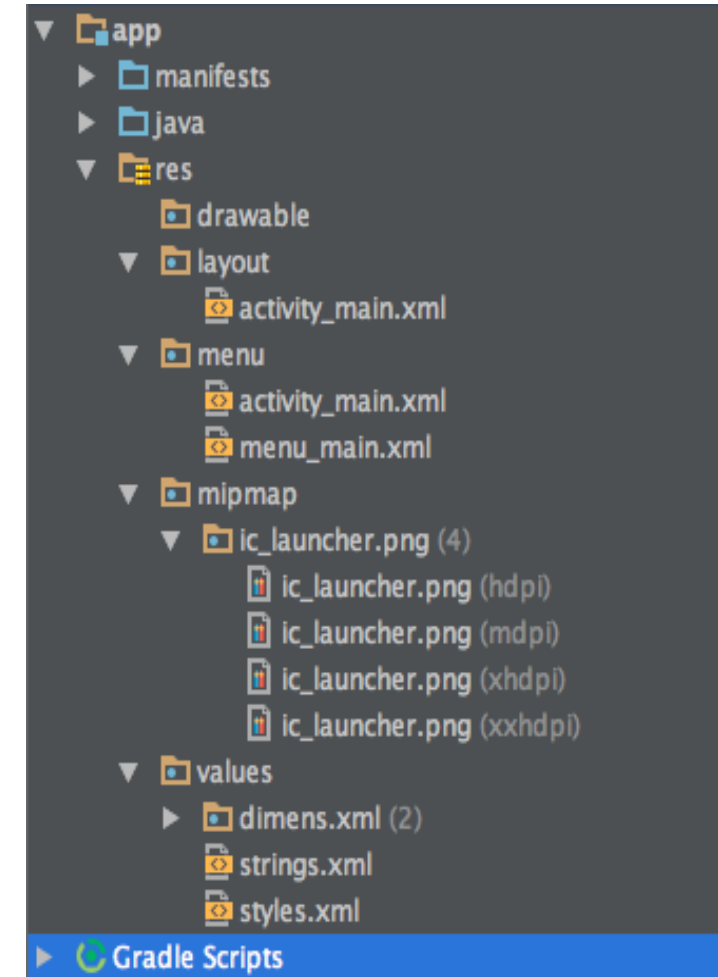 app
manifests
java
res
drawable
layout
activity_main.xml
menu
activity_main.xml
menu_main.xml
mipmap
ic_launcher.png (4)
ic_launcher.png (hdpi)
ic_launcher.png (mdpi)
ic_launcher.png (xhdpi)
ic_launcher.png (xxhdpi)
values
dimens.xml (2)
strings.xml
styles.xml
Gradle Scripts